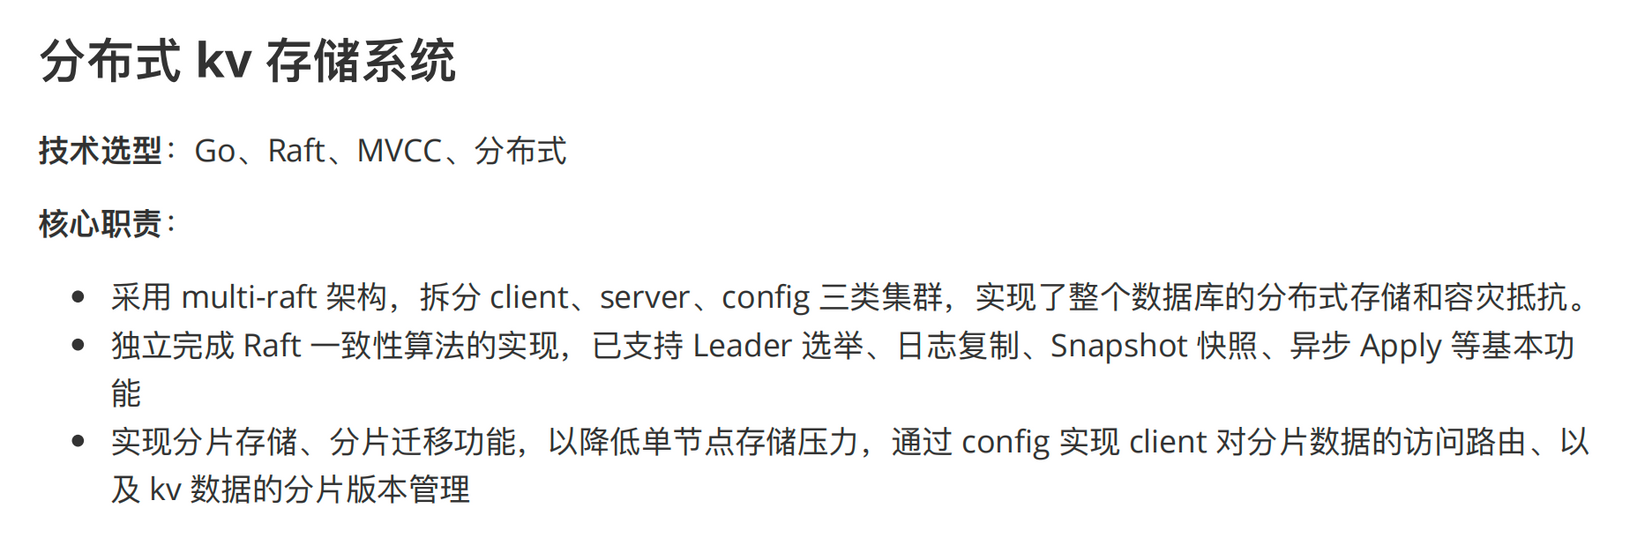 分布式 kv 存储系统
技术选型：Go、Raft、MVCC、分布式
核心职责：
• 采用 multi-raft 架构，拆分 client、server、config 三类集群，实现了整个数据库的分布式存储和容灾抵抗。
• 独立完成 Raft 一致性算法的实现，已支持 Leader 选举、日志复制、Snapshot 快照、异步 Apply 等基本功
能
• 实现分片存储、分片迁移功能，以降低单节点存储压力，通过 config 实现 client 对分片数据的访问路由、以
及 kv 数据的分片版本管理